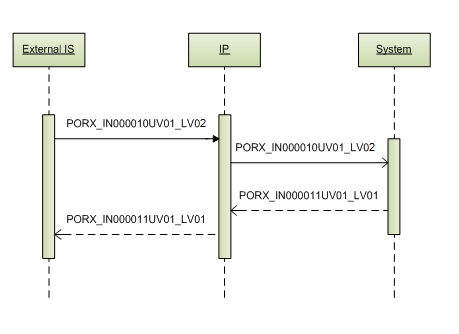 External IS
IP
System
PORX_IN000010UV01_LV02
PORX_IN000010UV01_LV02
PORX_IN000011UV01_LV01
PORX_IN000011UV01_LV01